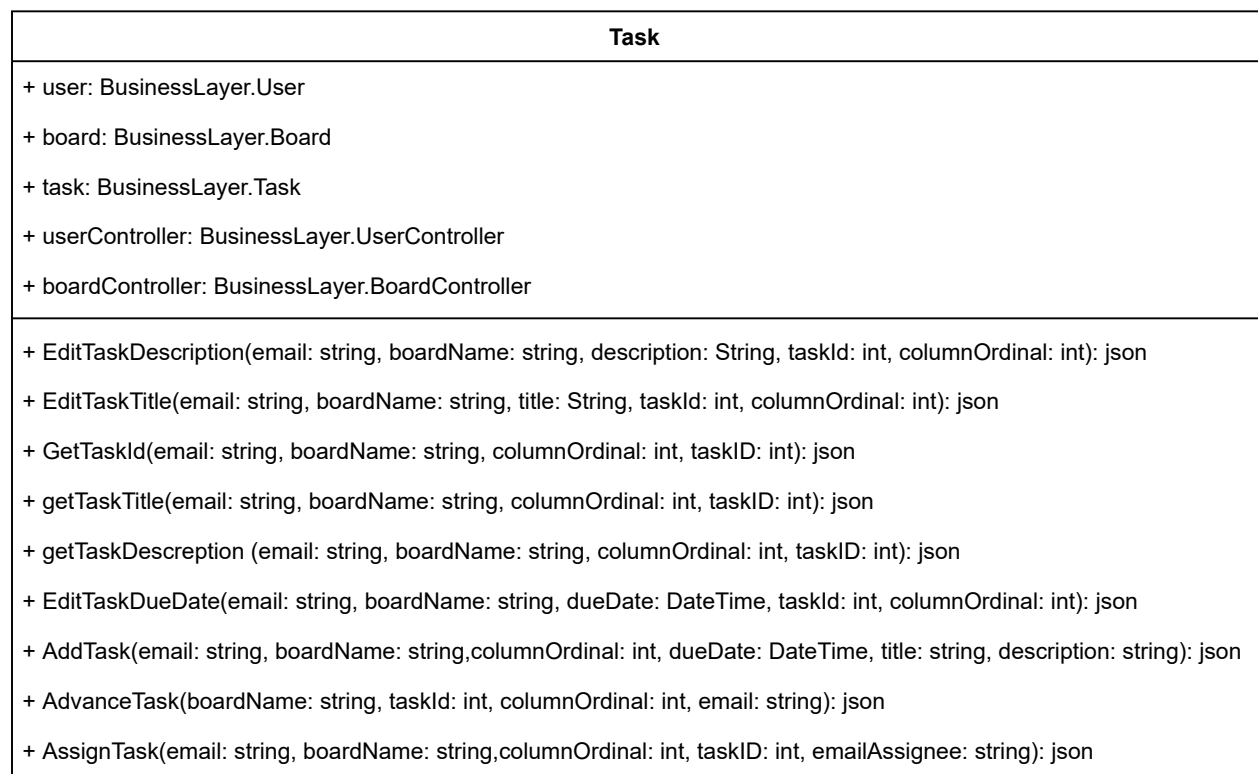 Task
+ user: BusinessLayer.User
+ board: BusinessLayer.Board
+ task: BusinessLayer.Task
+ userController: BusinessLayer.UserController
+ boardController: BusinessLayer.BoardController
+ EditTaskDescription(email: string, boardName: string, description: String, taskId: int, columnOrdinal: int): json
+ EditTaskTitle(email: string, boardName: string, title: String, taskId: int, columnOrdinal: int): json
+ GetTaskId(email: string, boardName: string, columnOrdinal: int, taskID: int): json
+ getTaskTitle(email: string, boardName: string, columnOrdinal: int, taskID: int): json
+ getTaskDescreption (email: string, boardName: string, columnOrdinal: int, taskID: int): json
+ EditTaskDueDate(email: string, boardName: string, dueDate: DateTime, taskId: int, columnOrdinal: int): json
+ AddTask(email: string, boardName: string,columnOrdinal: int, dueDate: DateTime, title: string, description: string): json
+ AdvanceTask(boardName: string, taskId: int, columnOrdinal: int, email: string): json
+ AssignTask(email: string, boardName: string,columnOrdinal: int, taskID: int, emailAssignee: string): json